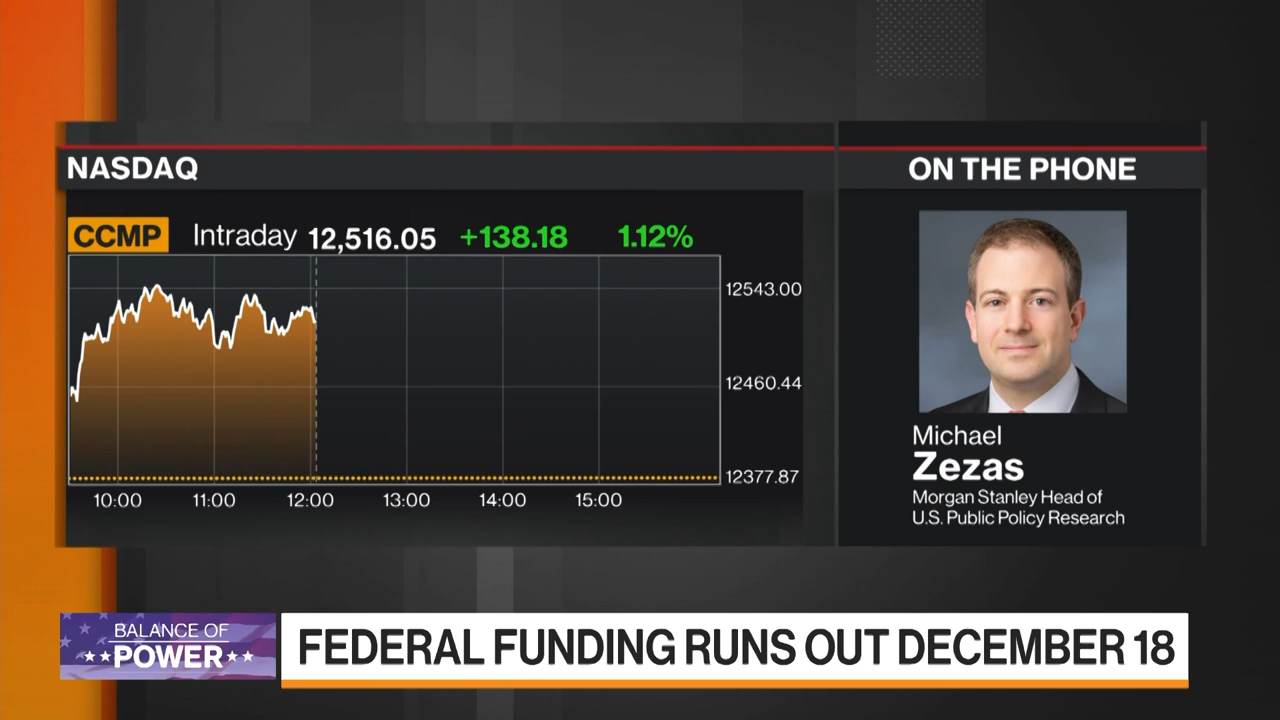 NASDAQ
CCMP Intraday 12,516.05 +138.18 1.12%
12543.00
12460.44
12377.87
10:00 11:00 12:00 13:00 14:00 15:00
ON THE PHONE
Michael
Zezas
Morgan Stanley Head of
U.S. Public Policy Research
BALANCE OF
POWER
FEDERAL FUNDING RUNS OUT DECEMBER 18